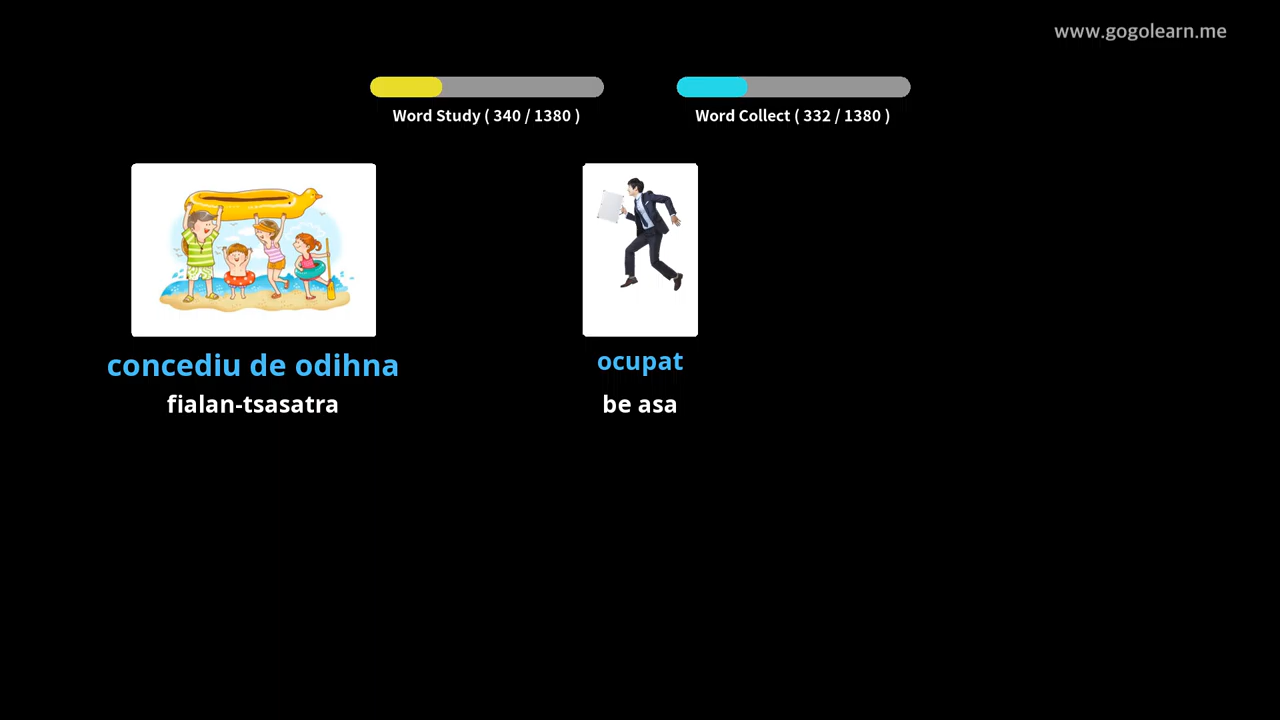 www.gogolearn.me
Word Study ( 340 / 1380 )
Word Collect ( 332 / 1380 )
concediu de odihna
fialan-tsasatra
ocupat
be asa